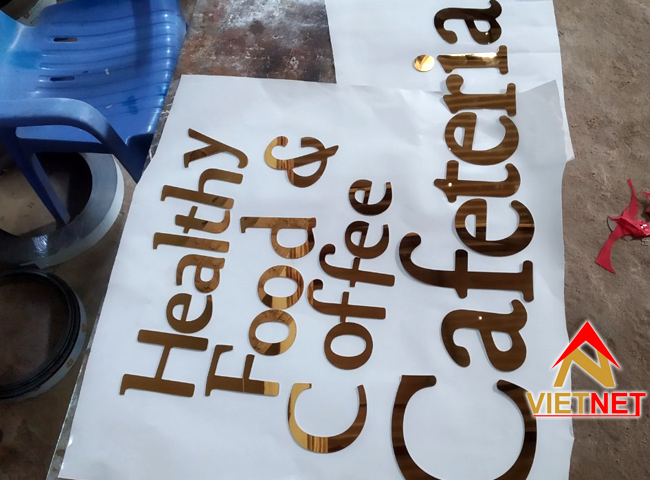 Healthy
Food &
Coffee
Cafeteria
VIETNET